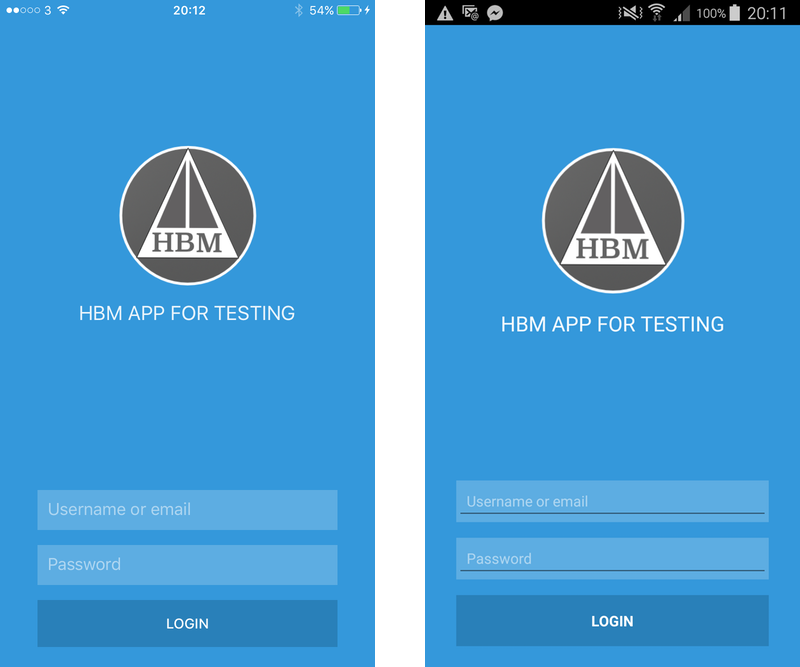 3 20:12 54%
HBM
HBM APP FOR TESTING
Username or email
Password
LOGIN
100% 20:11
HBM
HBM APP FOR TESTING
Username or email
Password
LOGIN